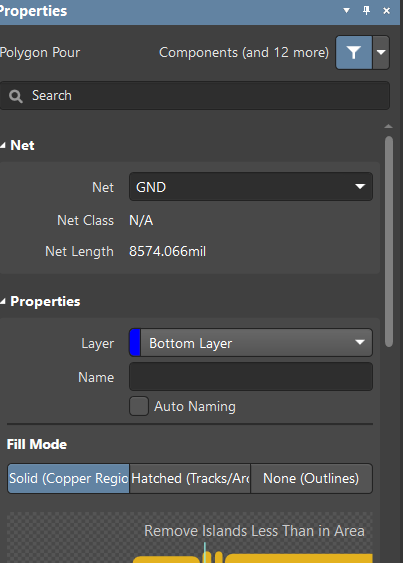 Properties
Polygon Pour Components (and 12 more)
Search
Net
Net GND
Net Class N/A
Net Length 8574.066mil
Properties
Layer Bottom Layer
Name
Auto Naming
Fill Mode
Solid (Copper Regio Hatched (Tracks/Arc None (Outlines)
Remove Islands Less Than in Area